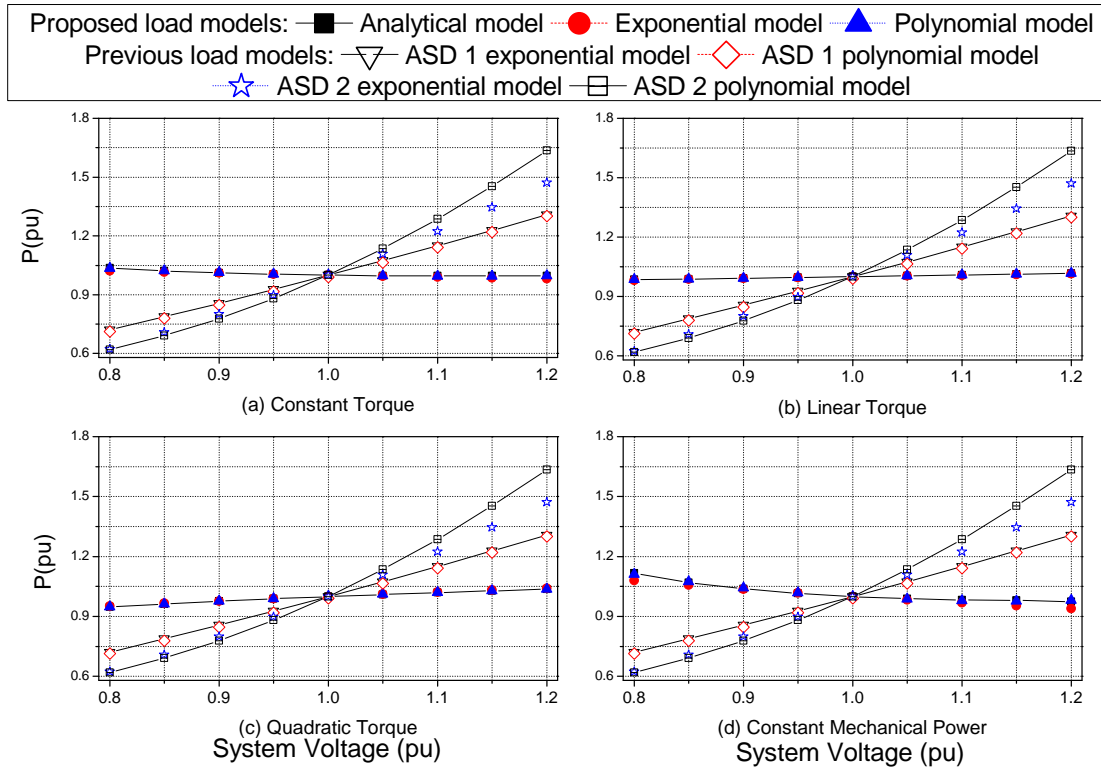 Proposed load models: Analytical model Exponential model Polynomial model
Previous load models: ASD 1 exponential model ASD 1 polynomial model
ASD 2 exponential model ASD 2 polynomial model
1.8
1.5
1.2
0.9
0.6
P(pu)
0.8 0.9 1.0 1.1 1.2
(a) Constant Torque
1.8
1.5
1.2
0.9
0.6
0.8 0.9 1.0 1.1 1.2
(b) Linear Torque
1.8
1.5
1.2
0.9
0.6
P(pu)
0.8 0.9 1.0 1.1 1.2
(c) Quadratic Torque
System Voltage (pu)
1.8
1.5
1.2
0.9
0.6
0.8 0.9 1.0 1.1 1.2
(d) Constant Mechanical Power
System Voltage (pu)